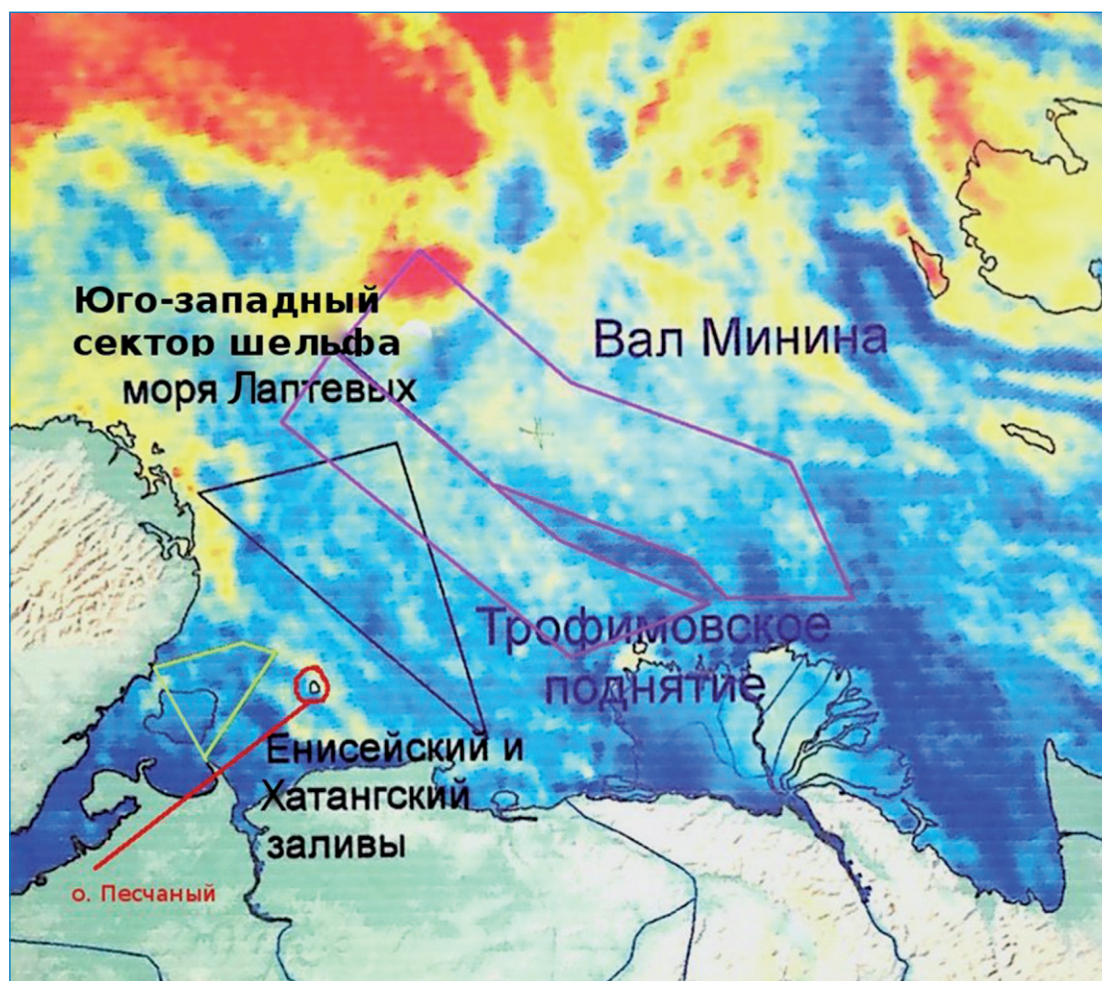 Юго-западный
сектор шельфа
моря Лаптевых
Вал Минина
Трофимовское
поднятие
Енисейский и
Хатангский
заливы
о. Песчаный